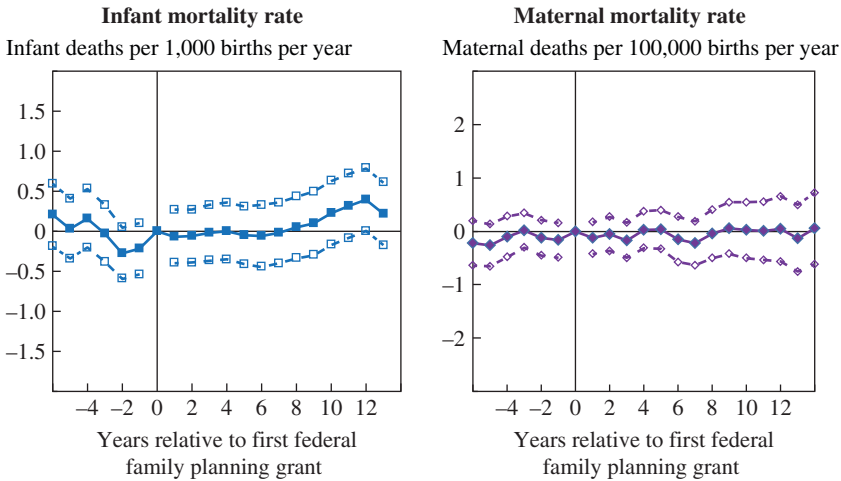 Infant mortality rate
Infant deaths per 1,000 births per year
1.5
1.0
0.5
0
–0.5
–1.0
–1.5
–4 –2 0 2 4 6 8 10 12
Years relative to first federal
family planning grant
Maternal mortality rate
Maternal deaths per 100,000 births per year
2
1
0
–1
–2
–4 –2 0 2 4 6 8 10 12
Years relative to first federal
family planning grant